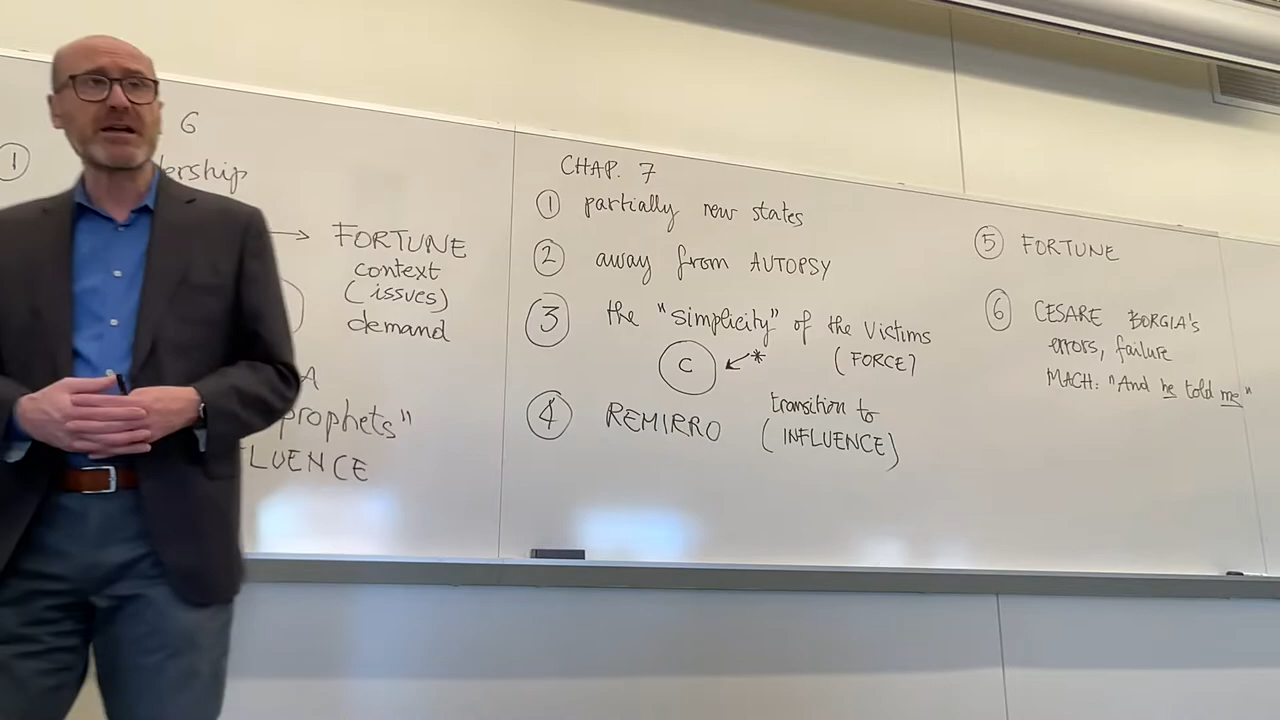 6
① ership
→ FORTUNE
context
(issues)
demand
A
prophets"
LUENCE
CHAP. 7
① partially new states
② away from AUTOPSY
③ the "simplicity" of the victims
(FORCE)
C ↙*
④ REMIRRO
transition to
(INFLUENCE)
⑤ FORTUNE
⑥ CESARE BORGIA's
errors, failure
MACH: "And he told me"